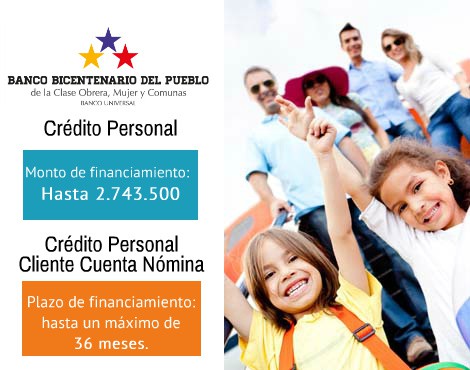 BANCO BICENTENARIO DEL PUEBLO
de la Clase Obrera, Mujer y Comunas
BANCO UNIVERSAL
Crédito Personal
Monto de financiamiento:
Hasta 2.743.500
Crédito Personal
Cliente Cuenta Nómina
Plazo de financiamiento:
hasta un máximo de
36 meses.